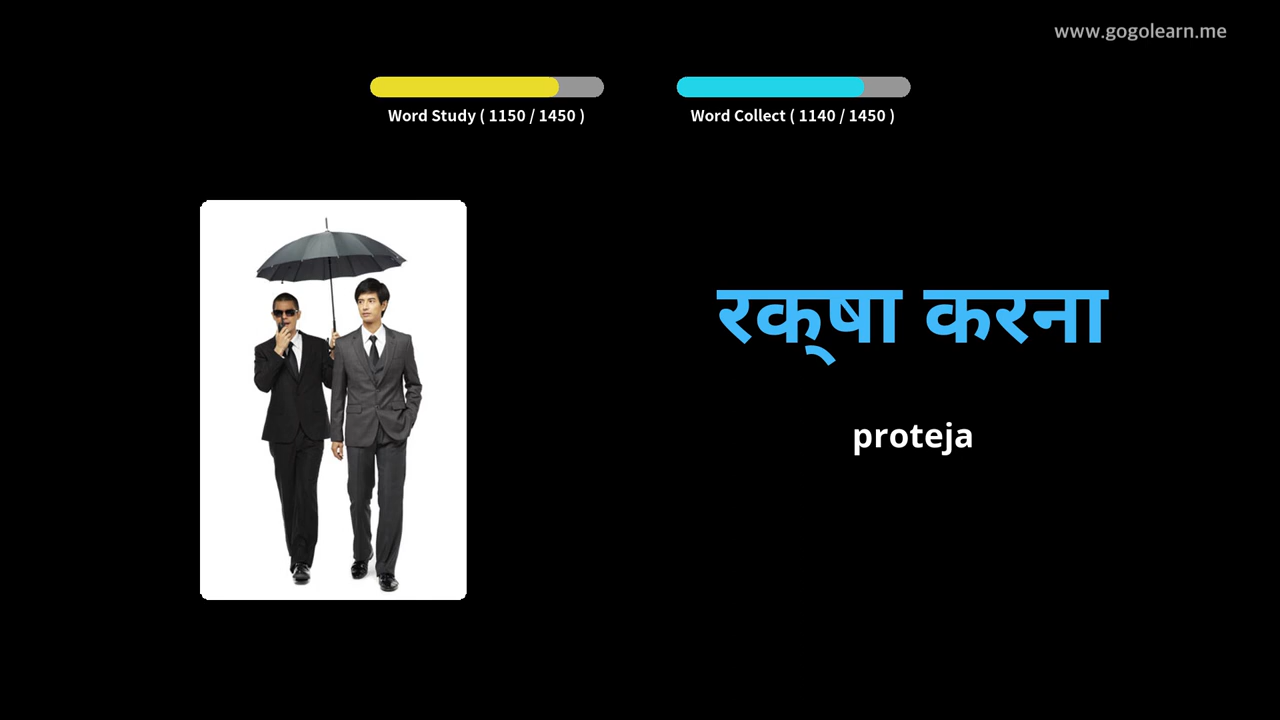 www.gogolearn.me
Word Study ( 1150 / 1450 )
Word Collect ( 1140 / 1450 )
रक्षा करना
proteja